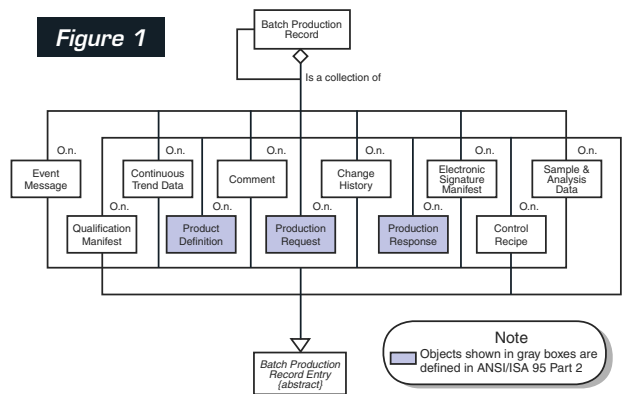 Figure 1
Batch Production
Record
Is a collection of
O.n.
O.n.
O.n.
O.n.
O.n.
O.n.
Event
Message
Continuous
Trend Data
Comment
Change
History
Electronic
Signature
Manifest
Sample &
Analysis
Data
O.n.
O.n.
O.n.
O.n.
O.n.
Qualification
Manifest
Product
Definition
Production
Request
Production
Response
Control
Recipe
Batch Production
Record Entry
{abstract}
Note
Objects shown in gray boxes are
defined in ANSI/ISA 95 Part 2